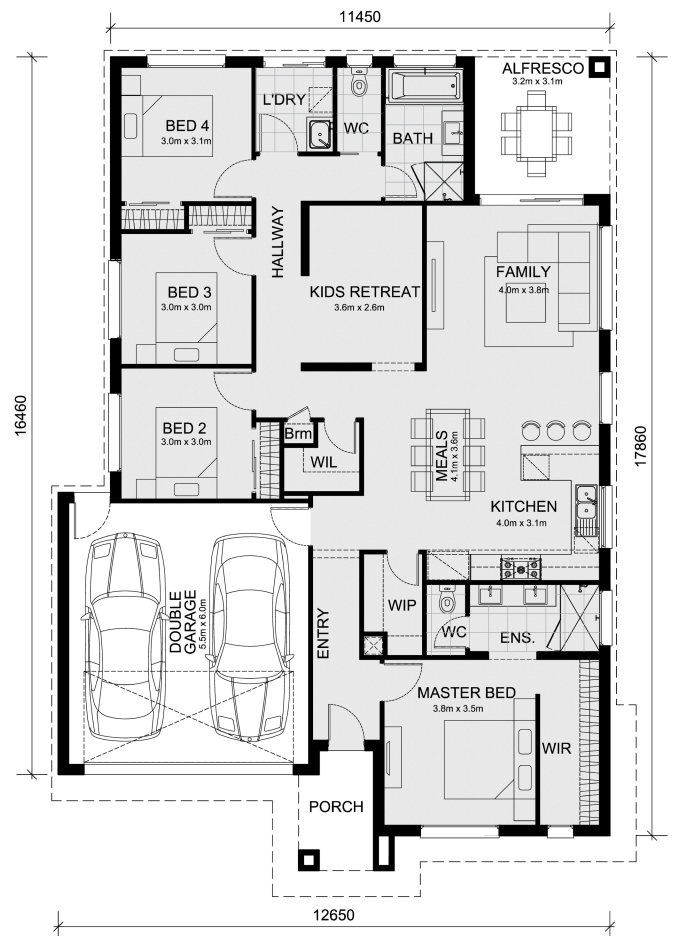 11450
ALFRESCO
3.2m x 3.1m
L'DRY
WC
BATH
BED 4
3.0m x 3.1m
HALLWAY
BED 3
3.0m x 3.0m
KIDS RETREAT
3.6m x 2.6m
FAMILY
4.0m x 3.8m
16460
17860
BED 2
3.0m x 3.0m
Brm
WIL
MEALS
4.1m x 3.6m
KITCHEN
4.0m x 3.1m
DOUBLE
GARAGE
5.5m x 6.0m
ENTRY
WIP
WC
ENS.
MASTER BED
3.8m x 3.5m
WIR
PORCH
12650